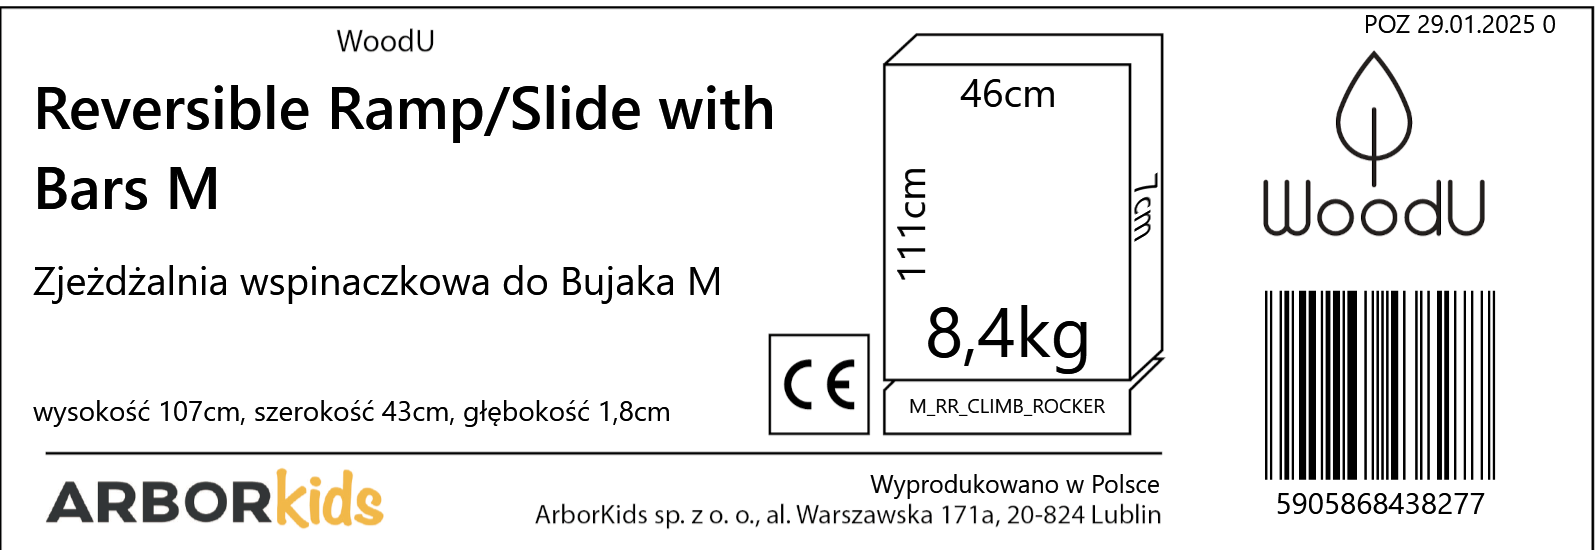 POZ 29.01.2025 0
WoodU
Reversible Ramp/Slide with
Bars M
Zjeżdżalnia wspinaczkowa do Bujaka M
wysokość 107cm, szerokość 43cm, głębokość 1,8cm
CE
46cm
111cm
7cm
8,4kg
M_RR_CLIMB_ROCKER
WoodU
5905868438277
ARBORkids
Wyprodukowano w Polsce
ArborKids sp. z o. o., al. Warszawska 171a, 20-824 Lublin